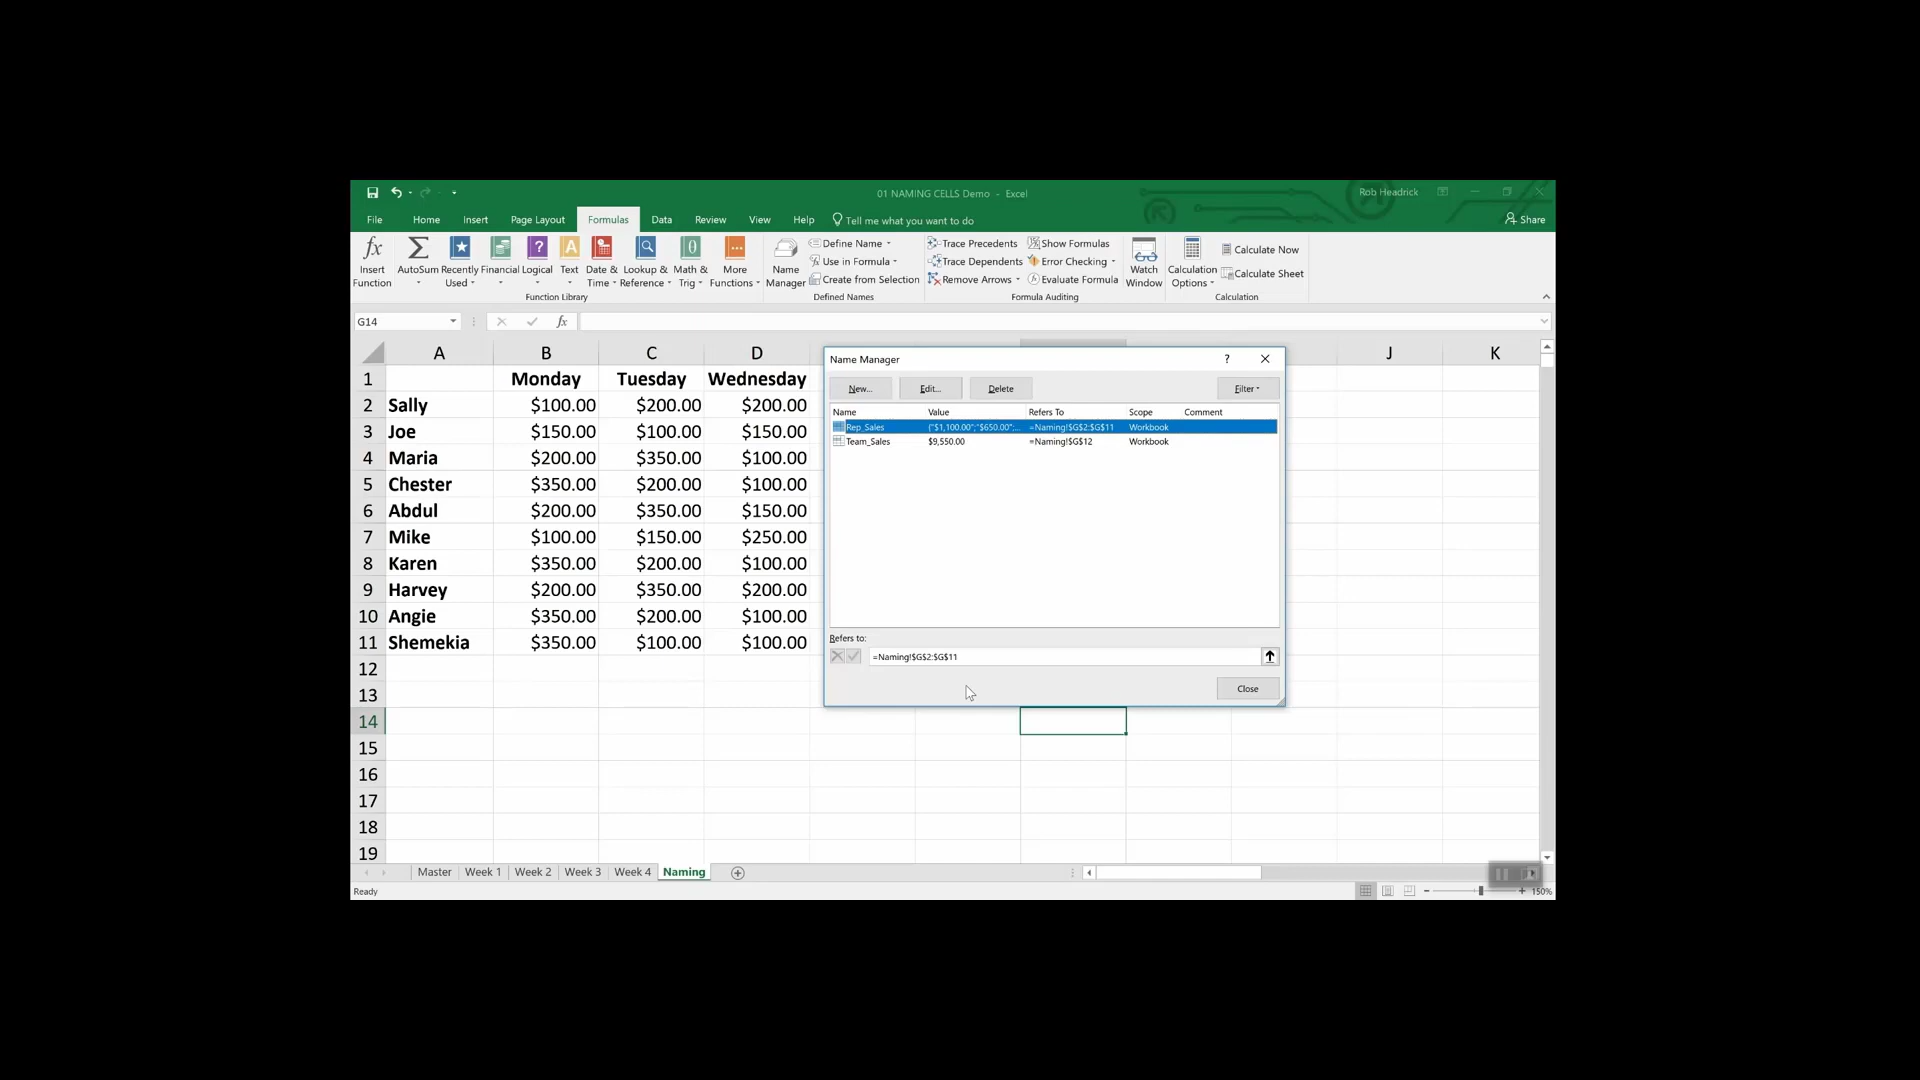 01 NAMING CELLS Demo - Excel
Rob Headrick
File Home Insert Page Layout Formulas Data Review View Help Tell me what you want to do Share
Insert Function
AutoSum
Recently Used
Financial
Logical
Text
Date & Time
Lookup & Reference
Math & Trig
More Functions
Function Library
Name Manager
Define Name
Use in Formula
Create from Selection
Defined Names
Trace Precedents
Trace Dependents
Remove Arrows
Show Formulas
Error Checking
Evaluate Formula
Formula Auditing
Watch Window
Calculation Options
Calculate Now
Calculate Sheet
Calculation
G14 fx
A B C D J K
1 Monday Tuesday Wednesday
2 Sally $100.00 $200.00 $200.00
3 Joe $150.00 $100.00 $150.00
4 Maria $200.00 $350.00 $100.00
5 Chester $350.00 $200.00 $100.00
6 Abdul $200.00 $350.00 $150.00
7 Mike $100.00 $150.00 $250.00
8 Karen $350.00 $200.00 $100.00
9 Harvey $200.00 $350.00 $200.00
10 Angie $350.00 $200.00 $100.00
11 Shemekia $350.00 $100.00 $100.00
12
13
14
15
16
17
18
19
Name Manager ?
New... Edit... Delete Filter
Name Value Refers To Scope Comment
Rep_Sales {"$1,100.00";"$650.00";... =Naming!$G$2:$G$11 Workbook
Team_Sales $9,550.00 =Naming!$G$12 Workbook
Refers to:
=Naming!$G$2:$G$11
Close
Master Week 1 Week 2 Week 3 Week 4 Naming
Ready 150%